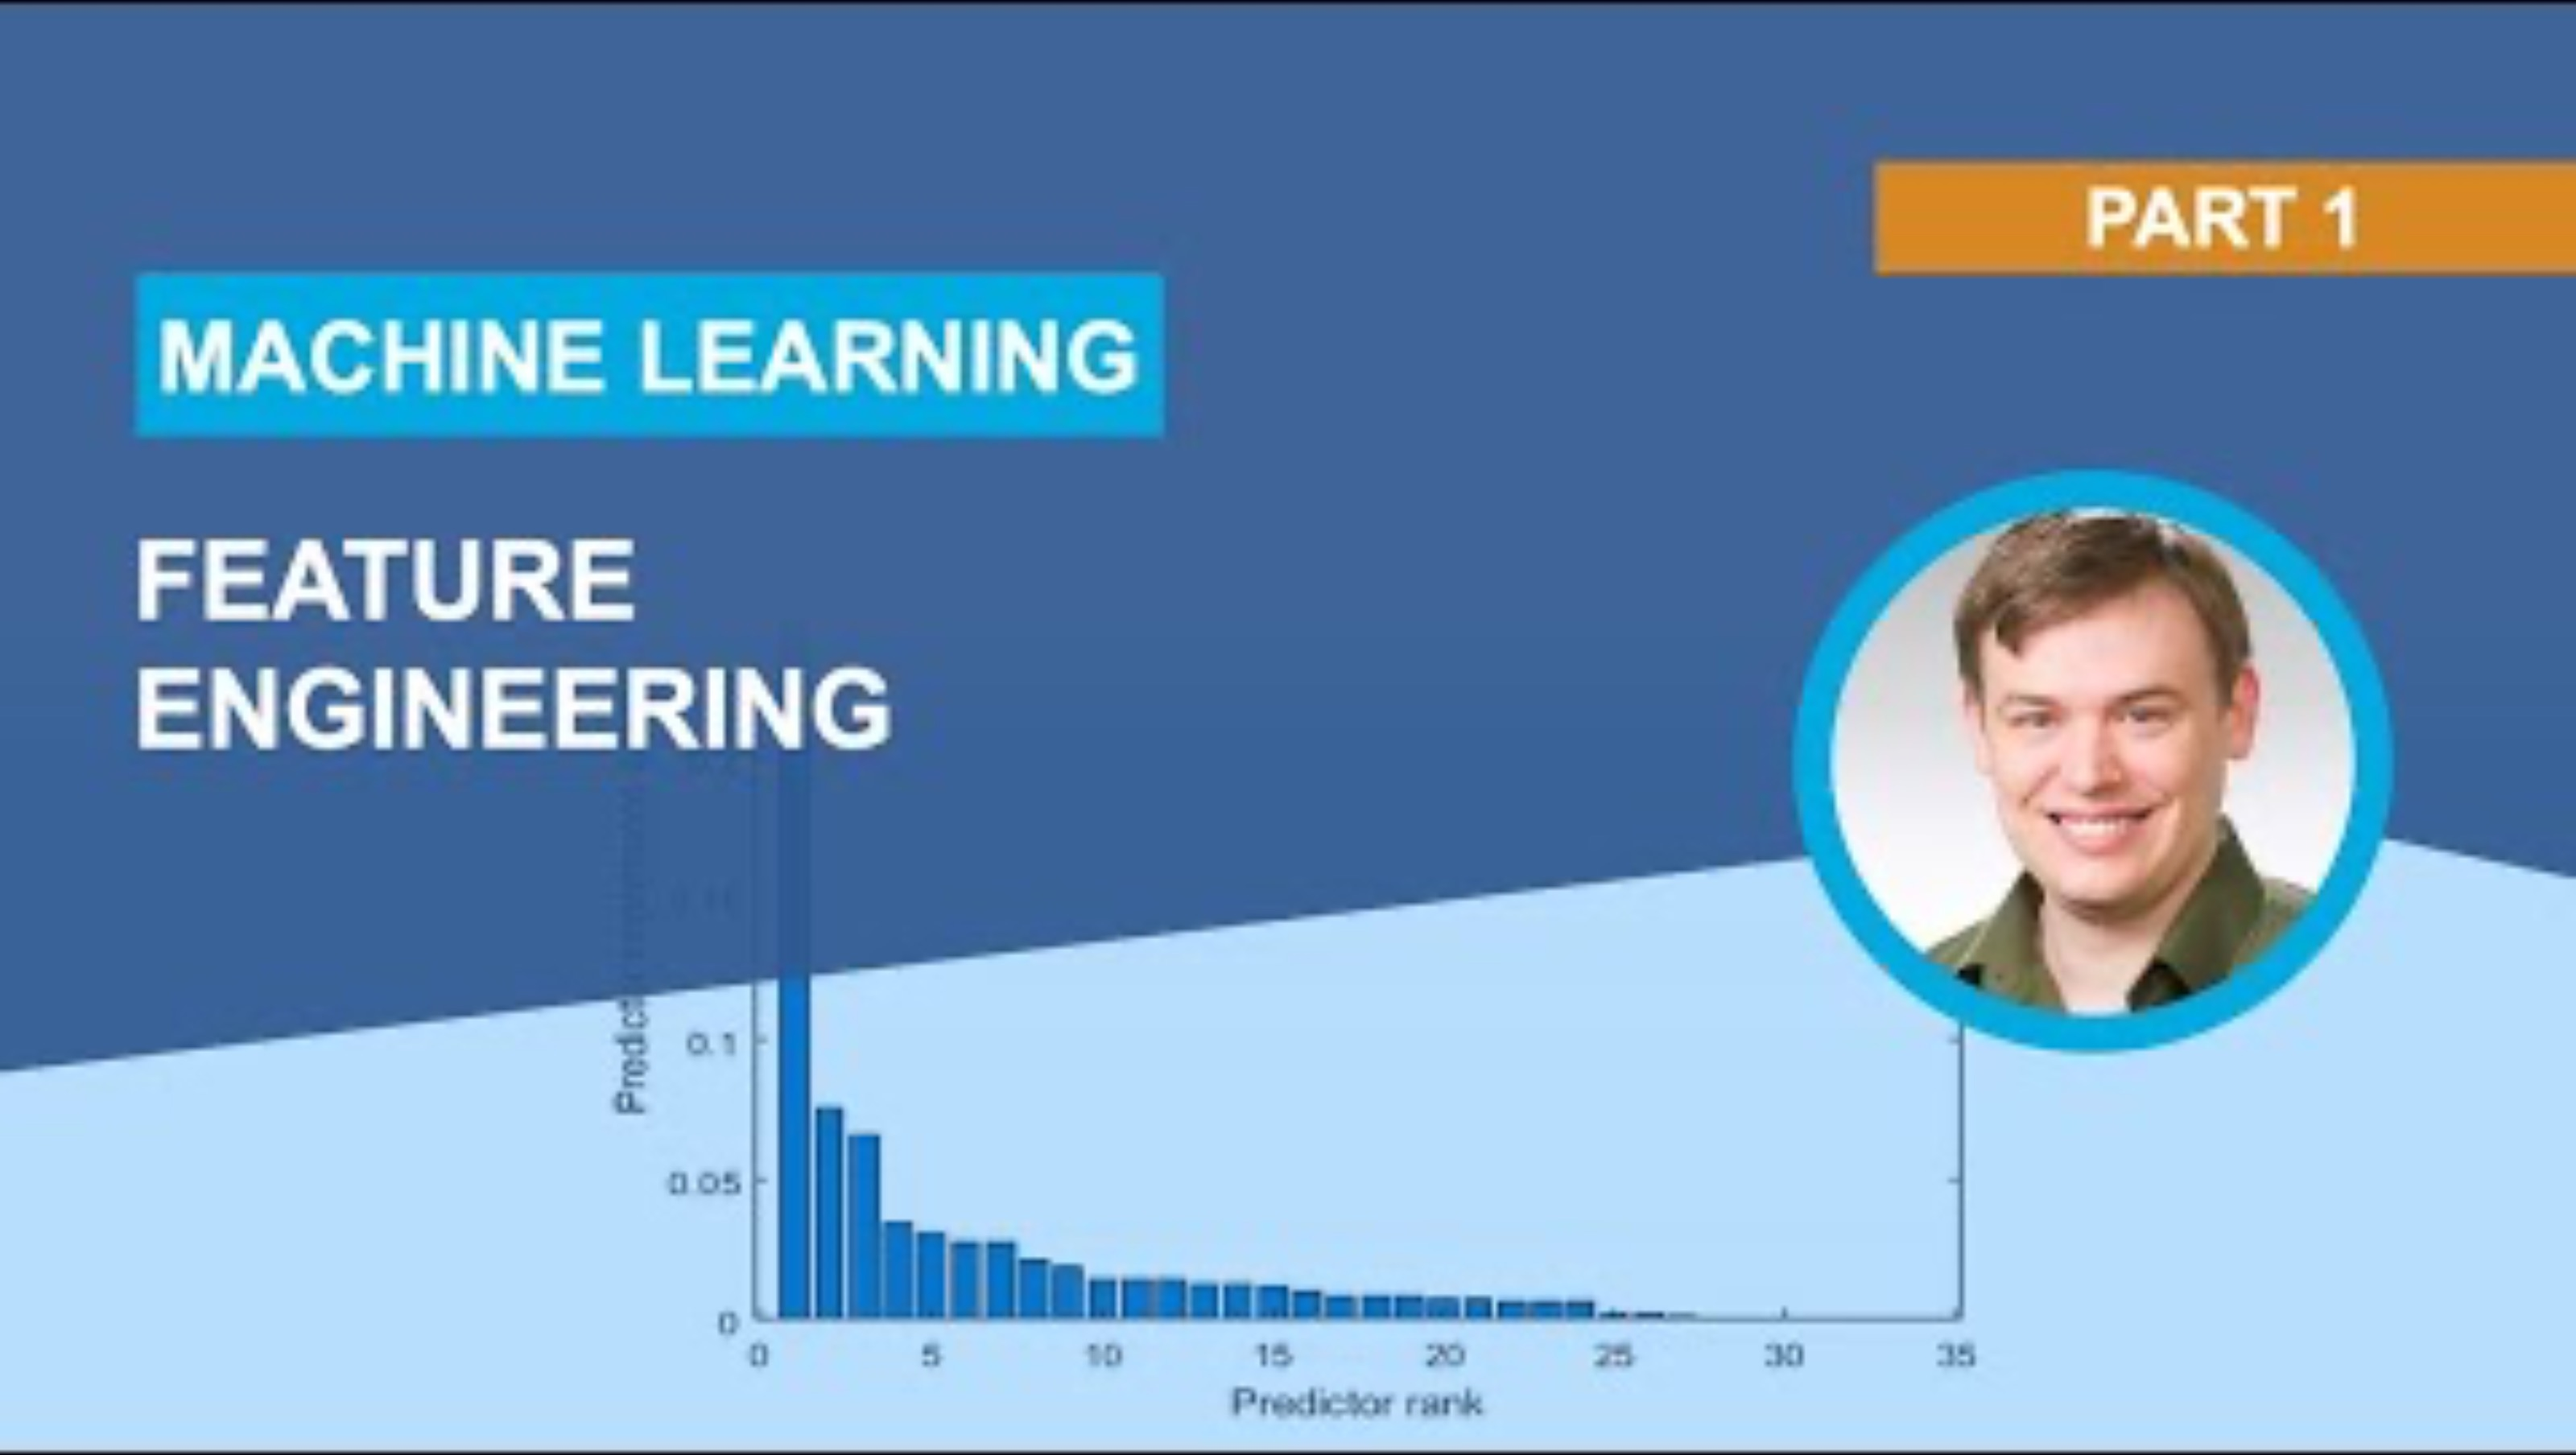 PART 1
MACHINE LEARNING
FEATURE
ENGINEERING
0.1
0.05
0
0 5 10 15 20 25 30 35
Predictor rank